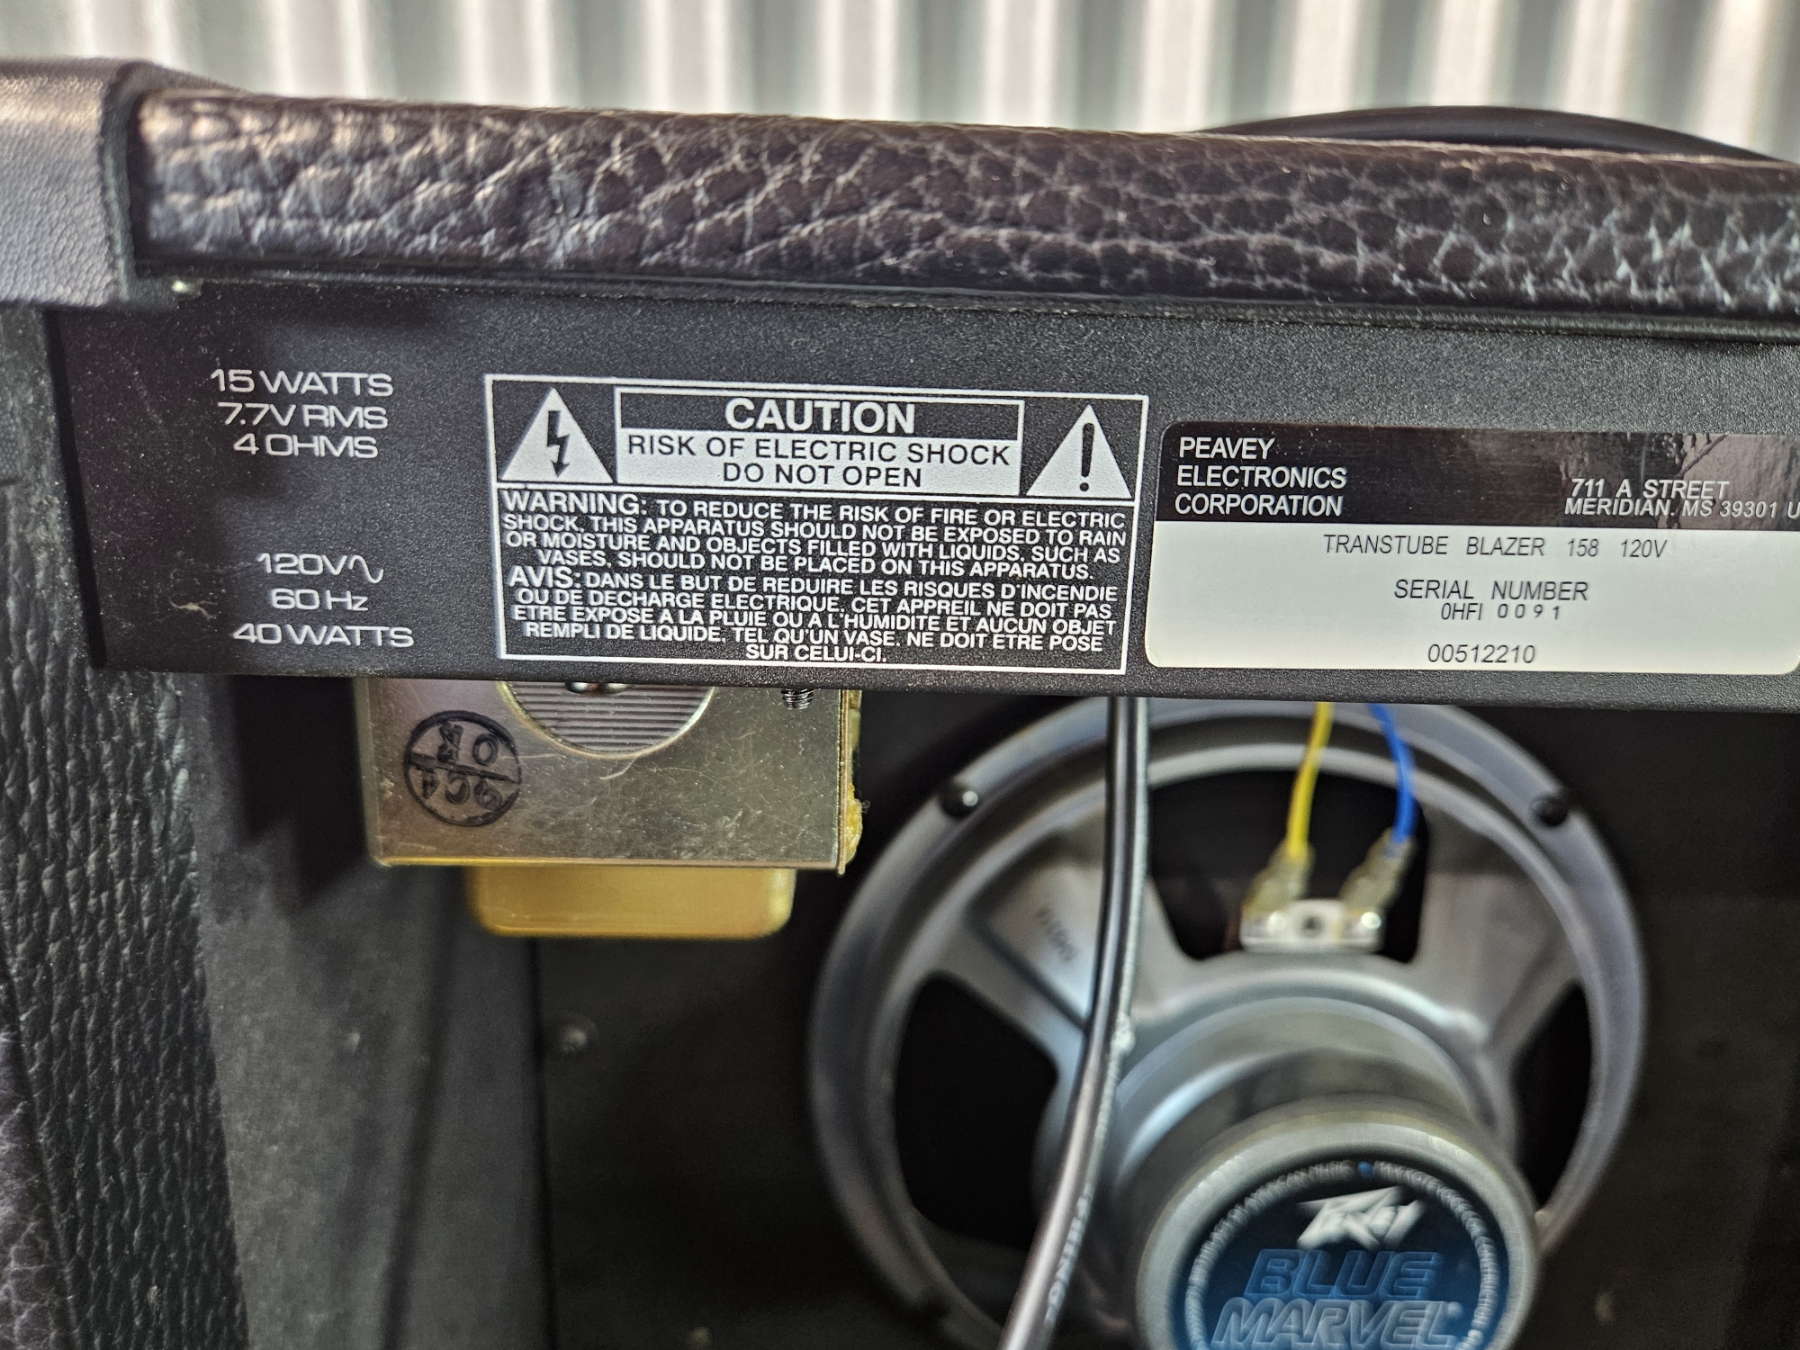 15 WATTS
7.7V RMS
4 OHMS
120V∿
60 Hz
40 WATTS
CAUTION
RISK OF ELECTRIC SHOCK
DO NOT OPEN
WARNING: TO REDUCE THE RISK OF FIRE OR ELECTRIC
SHOCK, THIS APPARATUS SHOULD NOT BE EXPOSED TO RAIN
OR MOISTURE AND OBJECTS FILLED WITH LIQUIDS, SUCH AS
VASES, SHOULD NOT BE PLACED ON THIS APPARATUS.
AVIS: DANS LE BUT DE REDUIRE LES RISQUES D'INCENDIE
OU DE DECHARGE ELECTRIQUE, CET APPREIL NE DOIT PAS
ETRE EXPOSE A LA PLUIE OU A L'HUMIDITE ET AUCUN OBJET
REMPLI DE LIQUIDE, TEL QU'UN VASE, NE DOIT ETRE POSE
SUR CELUI-CI.
PEAVEY
ELECTRONICS
CORPORATION
711 A STREET
MERIDIAN, MS 39301 U
TRANSTUBE BLAZER 158 120V
SERIAL NUMBER
0HFI 0091
00512210
PEAVEY
BLUE
MARVEL